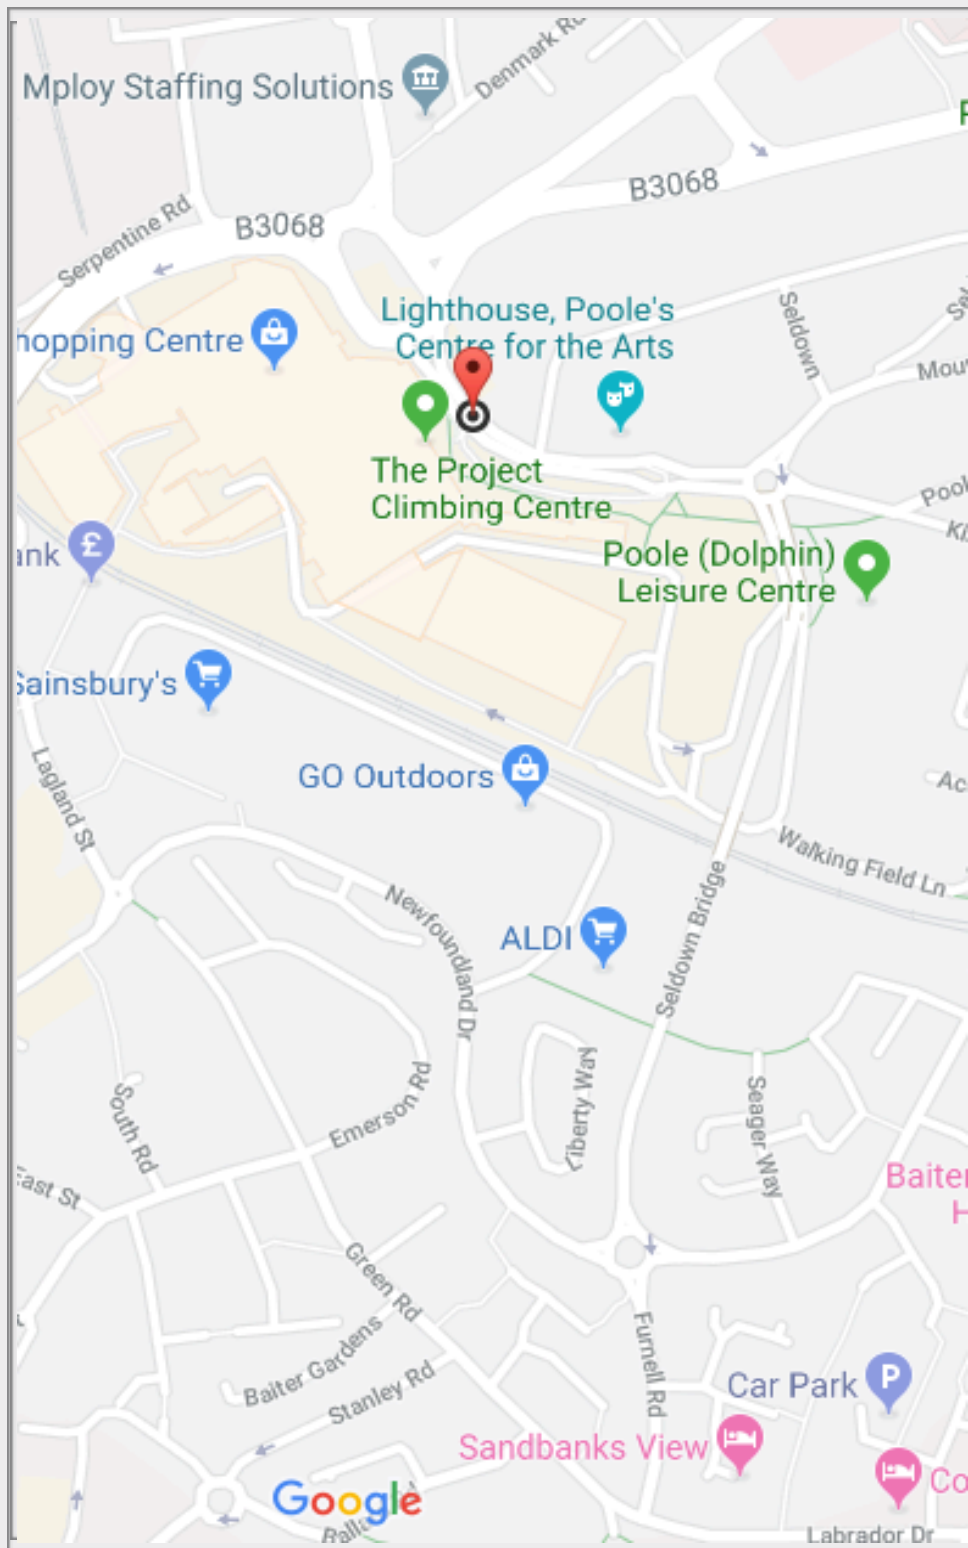 Denmark Rd
Mploy Staffing Solutions
B3068
Serpentine Rd
B3068
Lighthouse, Poole's
Centre for the Arts
Seldown
hopping Centre
The Project
Climbing Centre
ank
£
Poole (Dolphin)
Leisure Centre
Sainsbury's
Lagland St
GO Outdoors
Walking Field Ln
Newfoundland Dr
ALDI
Seldown Bridge
Liberty Way
Seager Way
Emerson Rd
South Rd
East St
Baiter
H
Green Rd
Furnell Rd
Baiter Gardens
Stanley Rd
Car Park
P
Sandbanks View
Co
Google
Labrador Dr